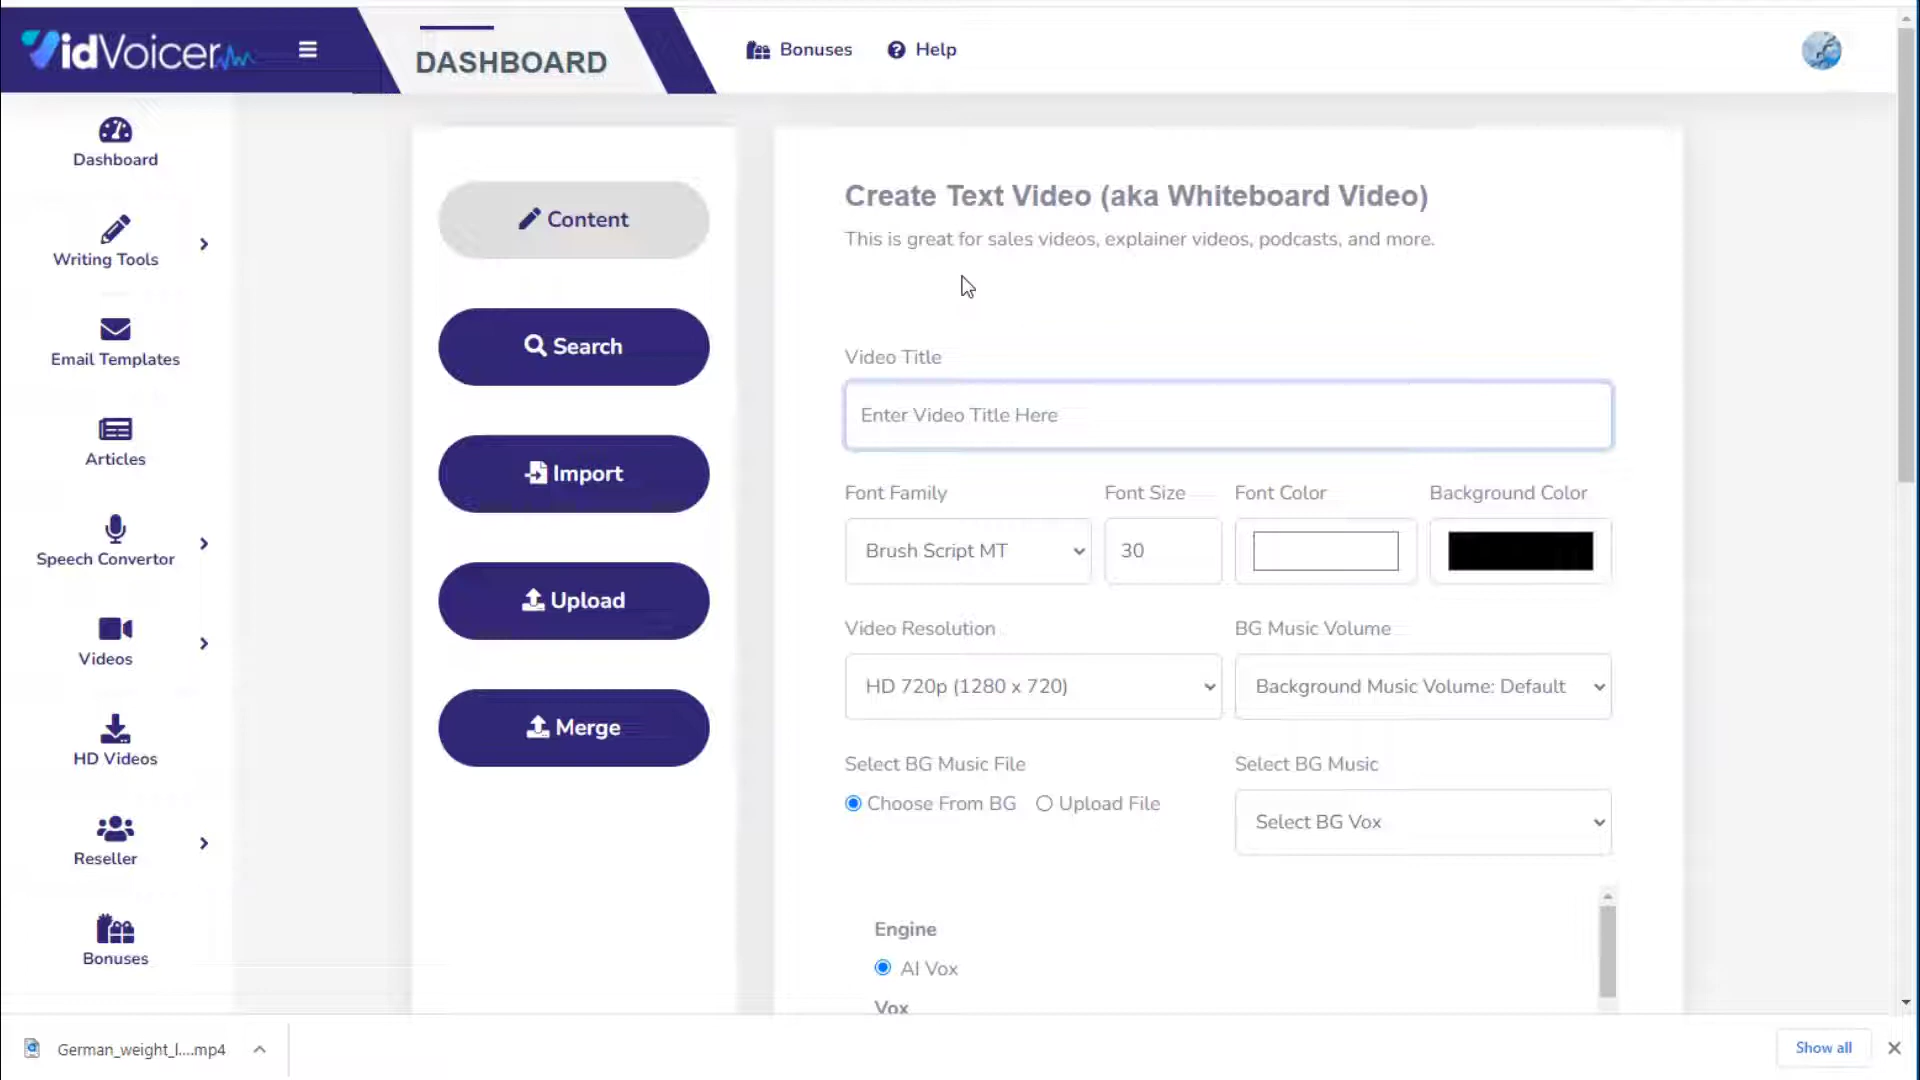 VidVoicer
DASHBOARD
Bonuses
Help
Dashboard
Writing Tools
Email Templates
Articles
Speech Convertor
Videos
HD Videos
Reseller
Bonuses
Content
Search
Import
Upload
Merge
Create Text Video (aka Whiteboard Video)
This is great for sales videos, explainer videos, podcasts, and more.
Video Title
Enter Video Title Here
Font Family Font Size Font Color Background Color
Brush Script MT 30
Video Resolution BG Music Volume
HD 720p (1280 x 720) Background Music Volume: Default
Select BG Music File Select BG Music
Choose From BG Upload File
Select BG Vox
Engine
AI Vox
Vox
German_weight_l....mp4
Show all